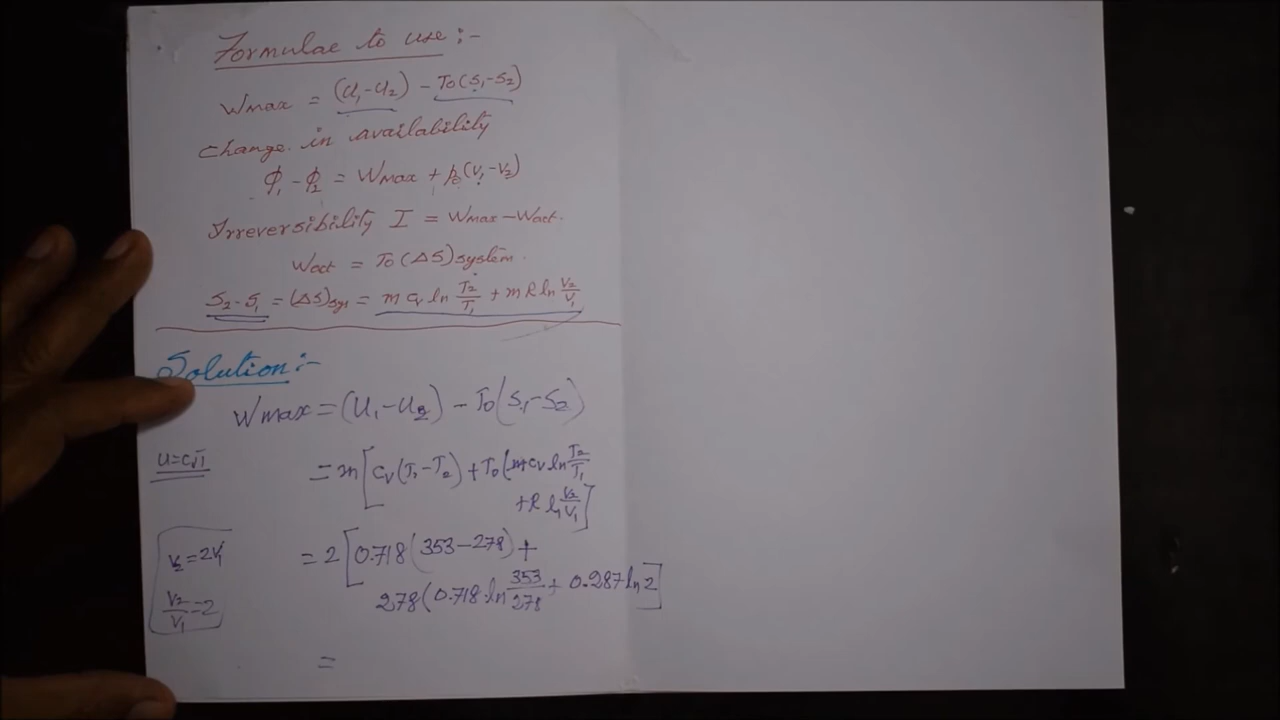 Formulae to use :-
Wmax = (U₁-U₂) - T₀(S₁-S₂)
Change in availability
ϕ₁ - ϕ₂ = Wmax + p₀(V₁-V₂)
Irreversibility I = Wmax - Wact.
Wact = T₀(ΔS)system.
S₂-S₁ = (ΔS)sys = m cv ln T₂/T₁ + m R ln V₂/V₁
Solution :-
Wmax = (U₁-U₂) - T₀(S₁-S₂)
U=cvT
= m[cv(T₁-T₂) + T₀(mcv ln T₂/T₁
+R ln V₂/V₁]
V₂=2V₁
= 2[0.718(353-278) +
V₂/V₁=2
278(0.718 ln 353/278 + 0.287 ln 2]
=